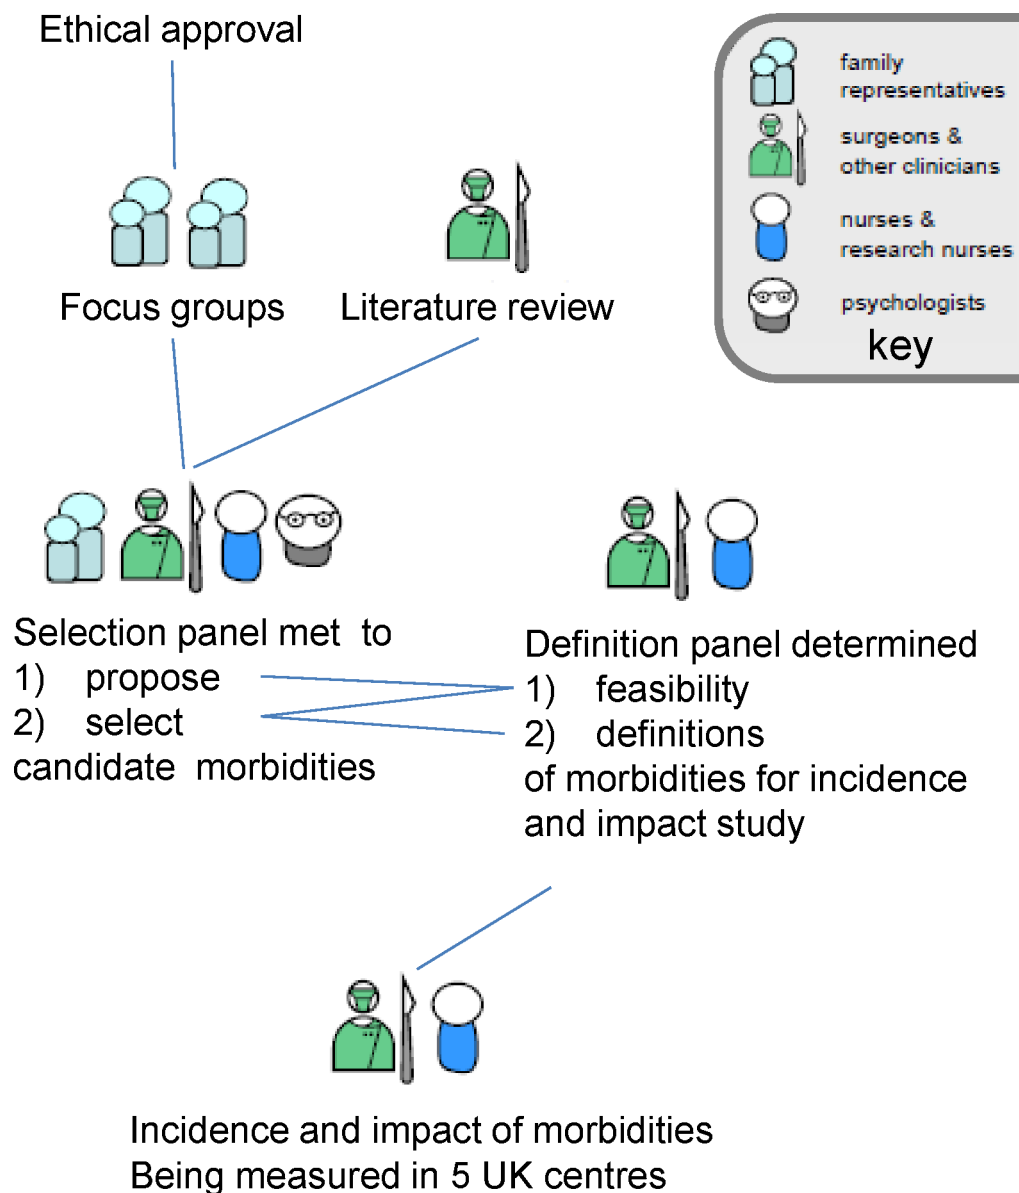 Ethical approval
family
representatives
surgeons &
other clinicians
nurses &
research nurses
psychologists
key
Focus groups
Literature review
Selection panel met to
1) propose
2) select
candidate morbidities
Definition panel determined
1) feasibility
2) definitions
of morbidities for incidence
and impact study
Incidence and impact of morbidities
Being measured in 5 UK centres